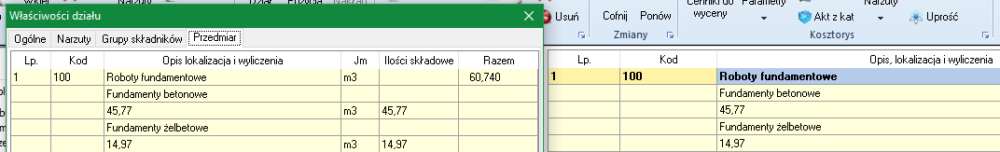 Właściwości działu
Ogólne Narzuty Grupy składników Przedmiar
Lp. Kod Opis lokalizacja i wyliczenia Jm Ilości składowe Razem
1 100 Roboty fundamentowe m3 60,740
Fundamenty betonowe
45,77 m3 45,77
Fundamenty żelbetowe
14,97 m3 14,97
Usuń
Cofnij Ponów
Zmiany
Cenniki do
wyceny
Parametry
Narzuty
Akt z kat
Uprość
Kosztorys
Lp. Kod Opis, lokalizacja i wyliczenia
1 100 Roboty fundamentowe
Fundamenty betonowe
45,77
Fundamenty żelbetowe
14,97